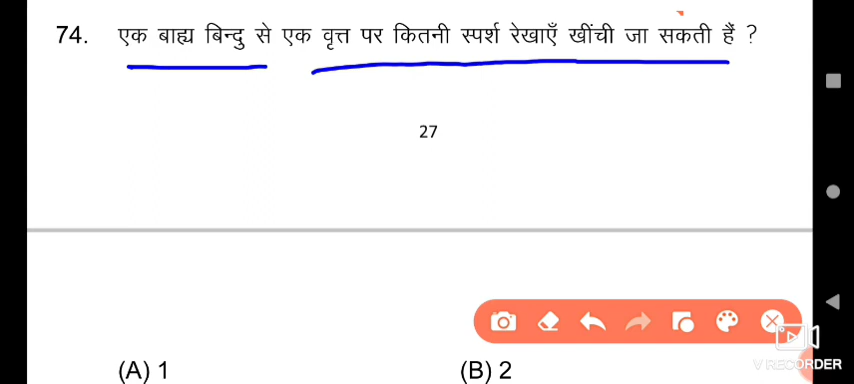 74. एक बाह्य बिन्दु से एक वृत्त पर कितनी स्पर्श रेखाएँ खींची जा सकती हैं ?
27
V RECORDER
(A) 1 (B) 2